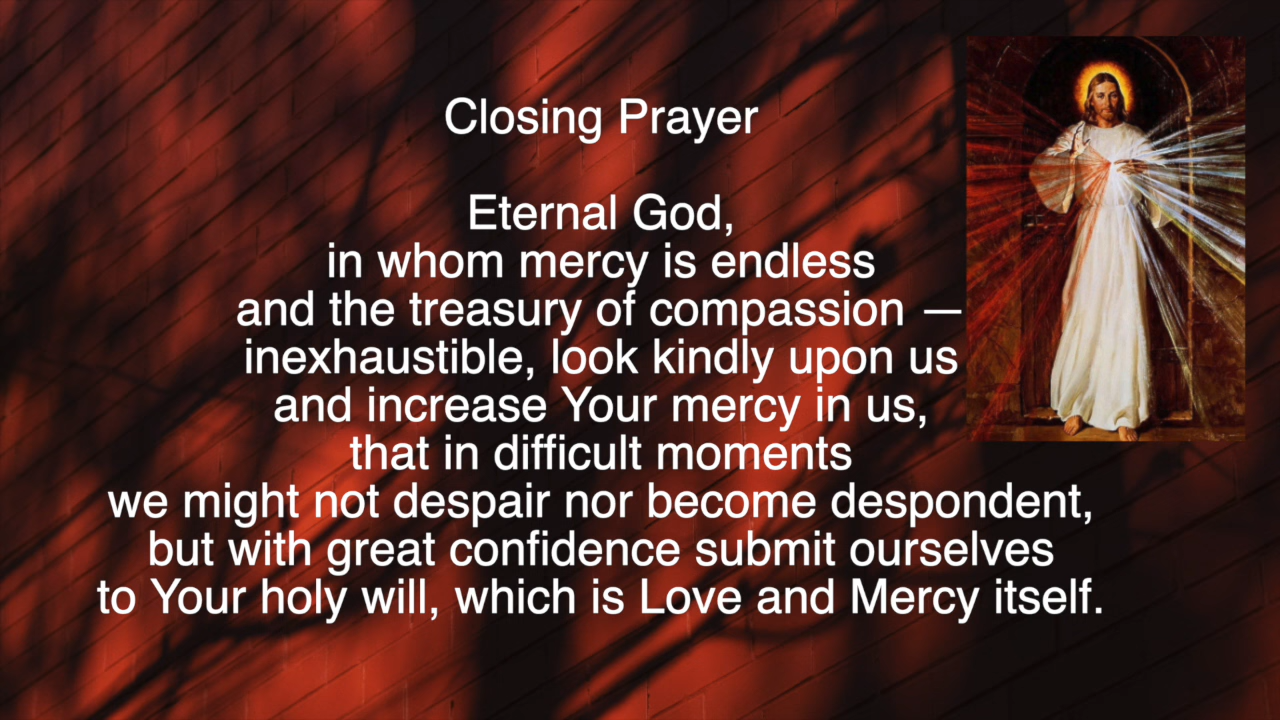 Closing Prayer
Eternal God,
in whom mercy is endless
and the treasury of compassion —
inexhaustible, look kindly upon us
and increase Your mercy in us,
that in difficult moments
we might not despair nor become despondent,
but with great confidence submit ourselves
to Your holy will, which is Love and Mercy itself.